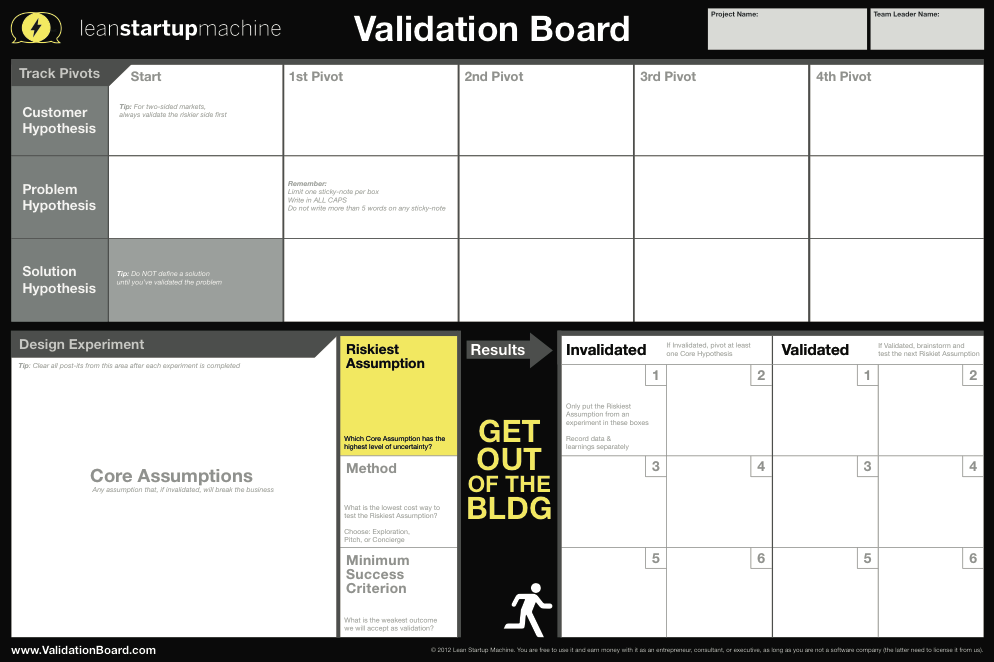 leanstartupmachine
Validation Board
Project Name:
Team Leader Name:
Track Pivots
Start
1st Pivot
2nd Pivot
3rd Pivot
4th Pivot
Customer
Hypothesis
Tip: For two-sided markets,
always validate the riskier side first
Problem
Hypothesis
Remember:
Limit one sticky-note per box
Write in ALL CAPS
Do not write more than 5 words on any sticky-note
Solution
Hypothesis
Tip: Do NOT define a solution
until you've validated the problem
Design Experiment
Tip: Clear all post-its from this area after each experiment is completed
Core Assumptions
Any assumption that, if invalidated, will break the business
Riskiest
Assumption
Which Core Assumption has the
highest level of uncertainty?
Method
What is the lowest cost way to
test the Riskiest Assumption?
Choose: Exploration,
Pitch, or Concierge
Minimum
Success
Criterion
What is the weakest outcome
we will accept as validation?
Results
GET
OUT
OF THE
BLDG
Invalidated
If Invalidated, pivot at least
one Core Hypothesis
Validated
If Validated, brainstorm and
test the next Riskiet Assumption
1
2
1
2
Only put the Riskiest
Assumption from an
experiment in these boxes
Record data &
learnings separately
3
4
3
4
5
6
5
6
www.ValidationBoard.com
© 2012 Lean Startup Machine. You are free to use it and earn money with it as an entrepreneur, consultant, or executive, as long as you are not a software company (the latter need to license it from us).